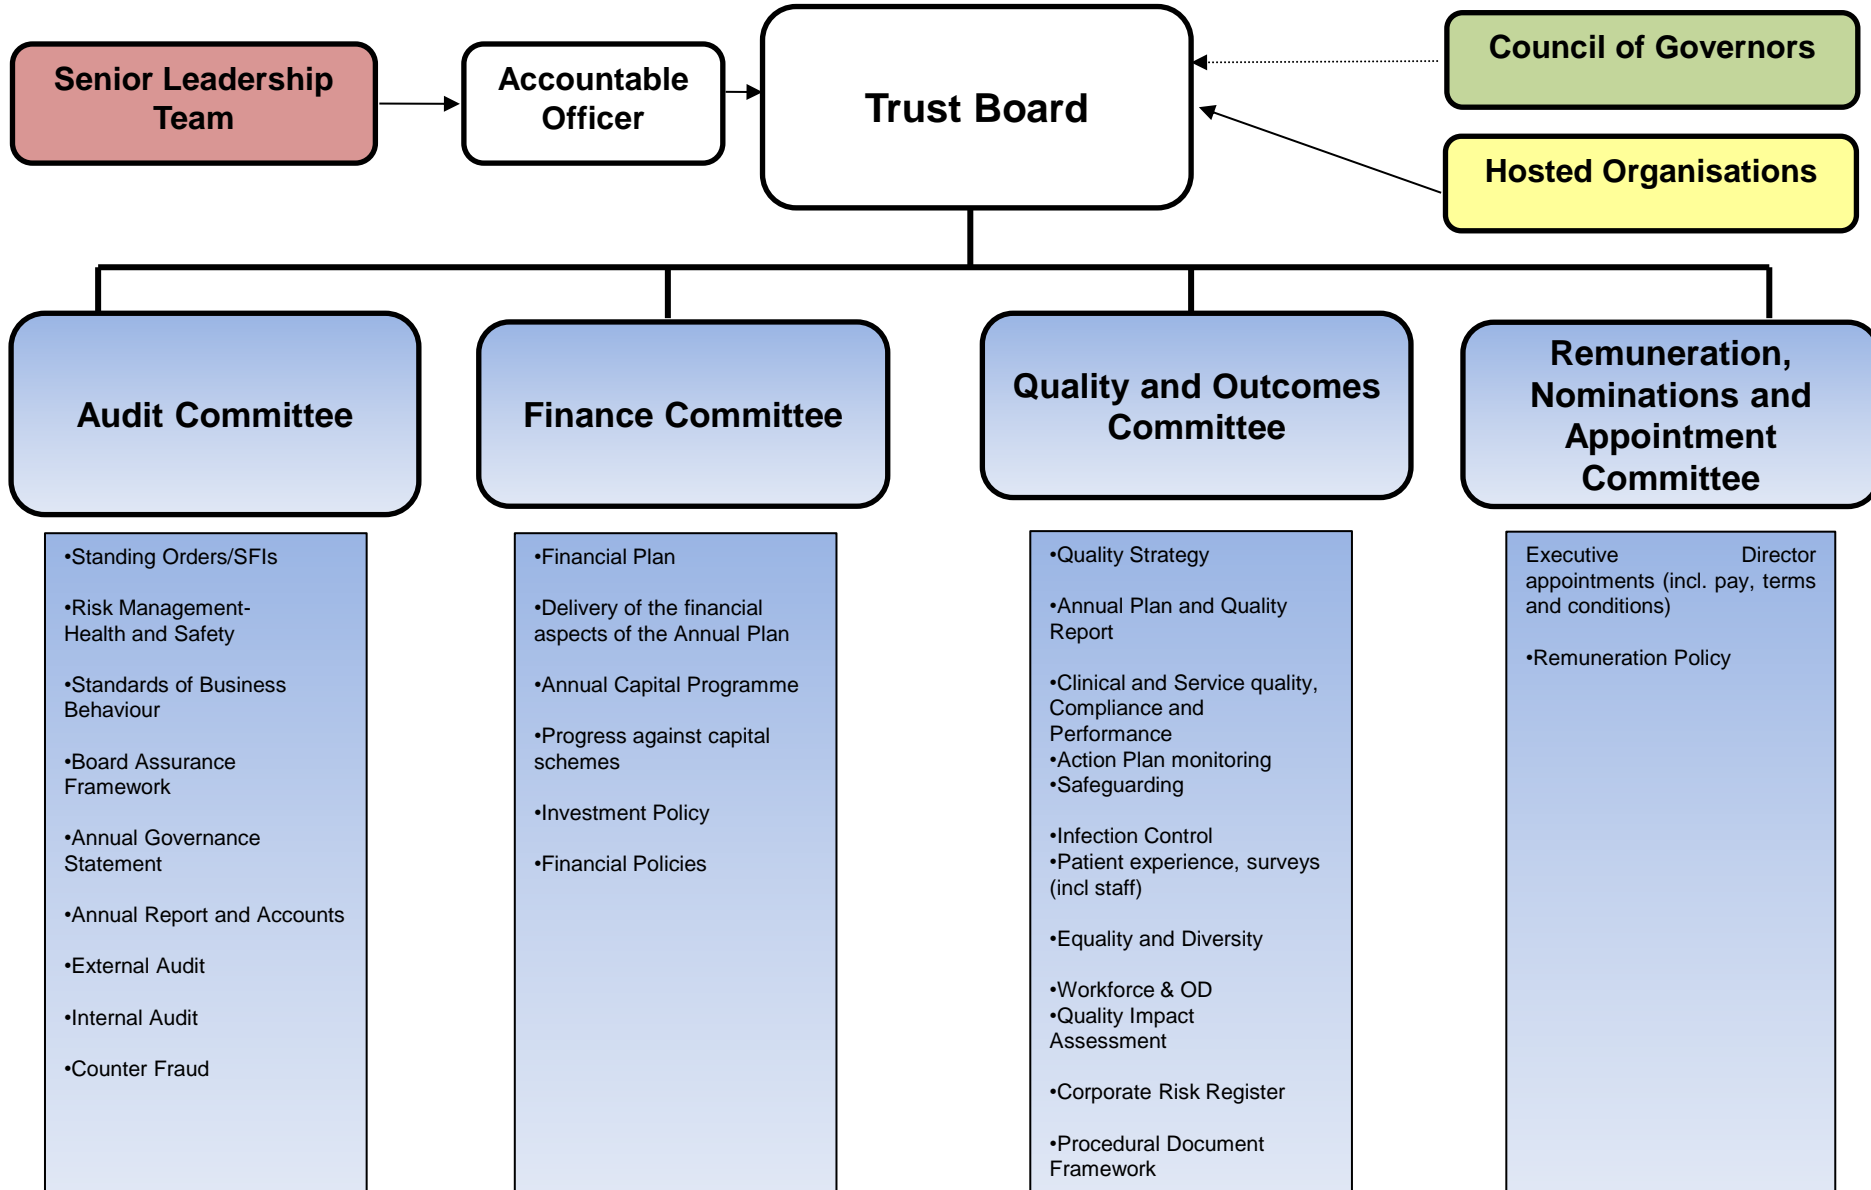 Senior Leadership
Team
Accountable
Officer
Trust Board
Council of Governors
Hosted Organisations
Audit Committee
Finance Committee
Quality and Outcomes
Committee
Remuneration,
Nominations and
Appointment
Committee
•Standing Orders/SFIs
•Risk Management-
Health and Safety
•Standards of Business
Behaviour
•Board Assurance
Framework
•Annual Governance
Statement
•Annual Report and Accounts
•External Audit
•Internal Audit
•Counter Fraud
•Financial Plan
•Delivery of the financial
aspects of the Annual Plan
•Annual Capital Programme
•Progress against capital
schemes
•Investment Policy
•Financial Policies
•Quality Strategy
•Annual Plan and Quality
Report
•Clinical and Service quality,
Compliance and
Performance
•Action Plan monitoring
•Safeguarding
•Infection Control
•Patient experience, surveys
(incl staff)
•Equality and Diversity
•Workforce & OD
•Quality Impact
Assessment
•Corporate Risk Register
•Procedural Document
Framework
Executive Director
appointments (incl. pay, terms
and conditions)
•Remuneration Policy